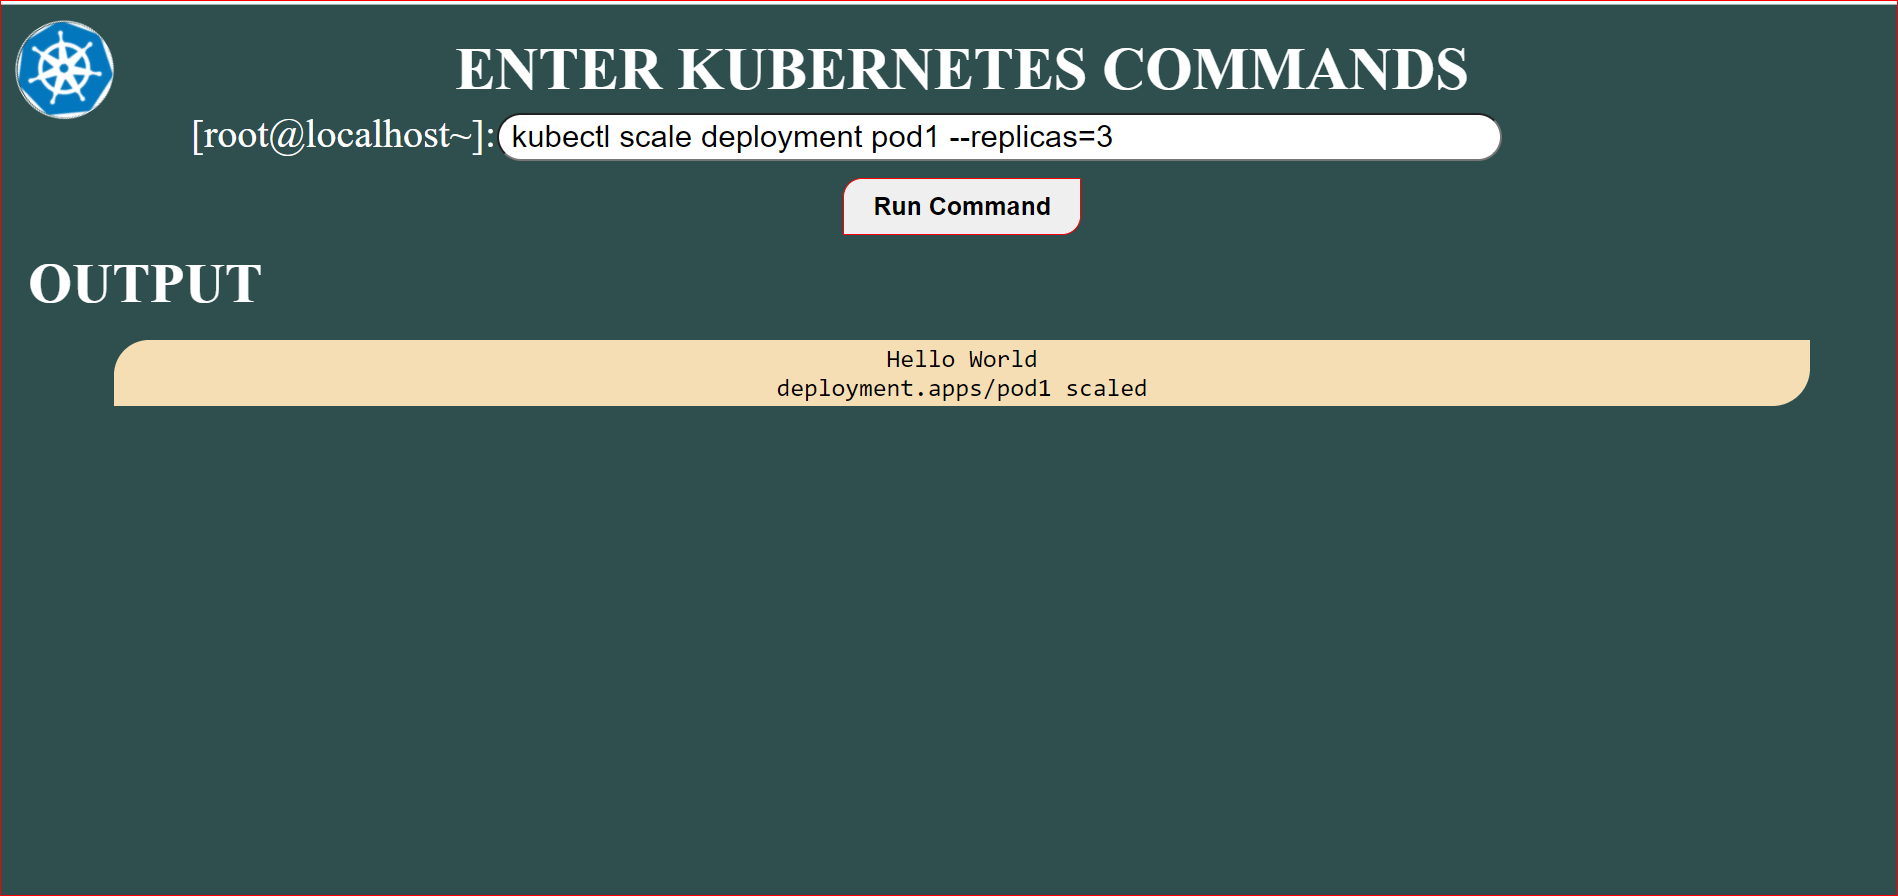 ENTER KUBERNETES COMMANDS
[root@localhost~]: kubectl scale deployment pod1 --replicas=3
Run Command
OUTPUT
Hello World
deployment.apps/pod1 scaled